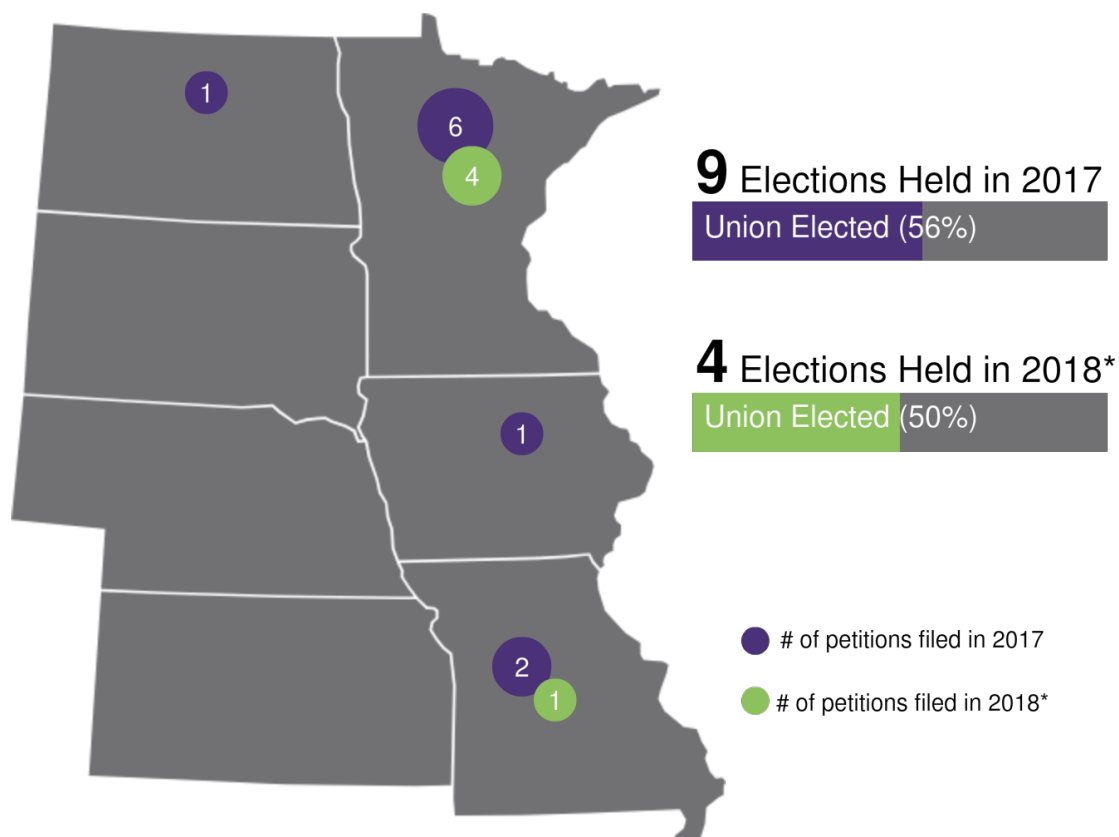 1
6
4
9 Elections Held in 2017
Union Elected (56%)
4 Elections Held in 2018*
Union Elected (50%)
1
2
1
# of petitions filed in 2017
# of petitions filed in 2018*